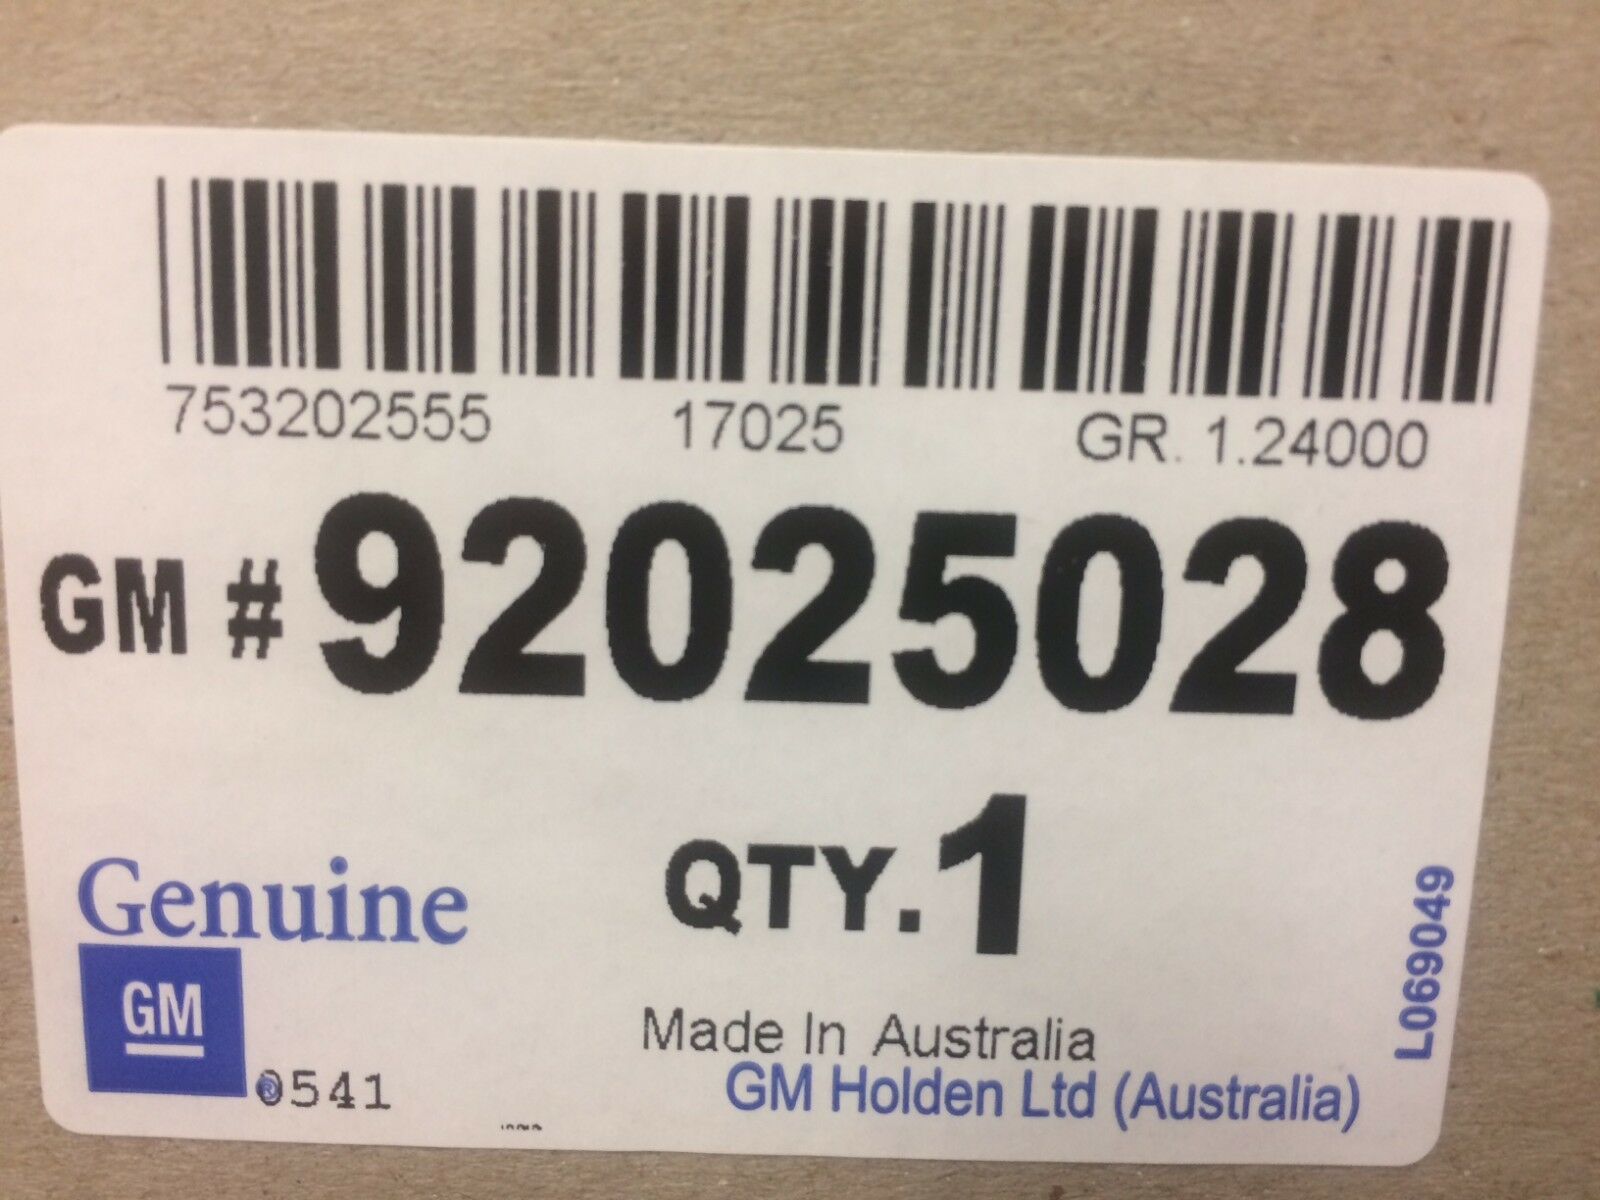 753202555 17025 GR. 1.24000
GM # 92025028
QTY. 1
Genuine
GM
®0541
Made In Australia
GM Holden Ltd (Australia)
L069049